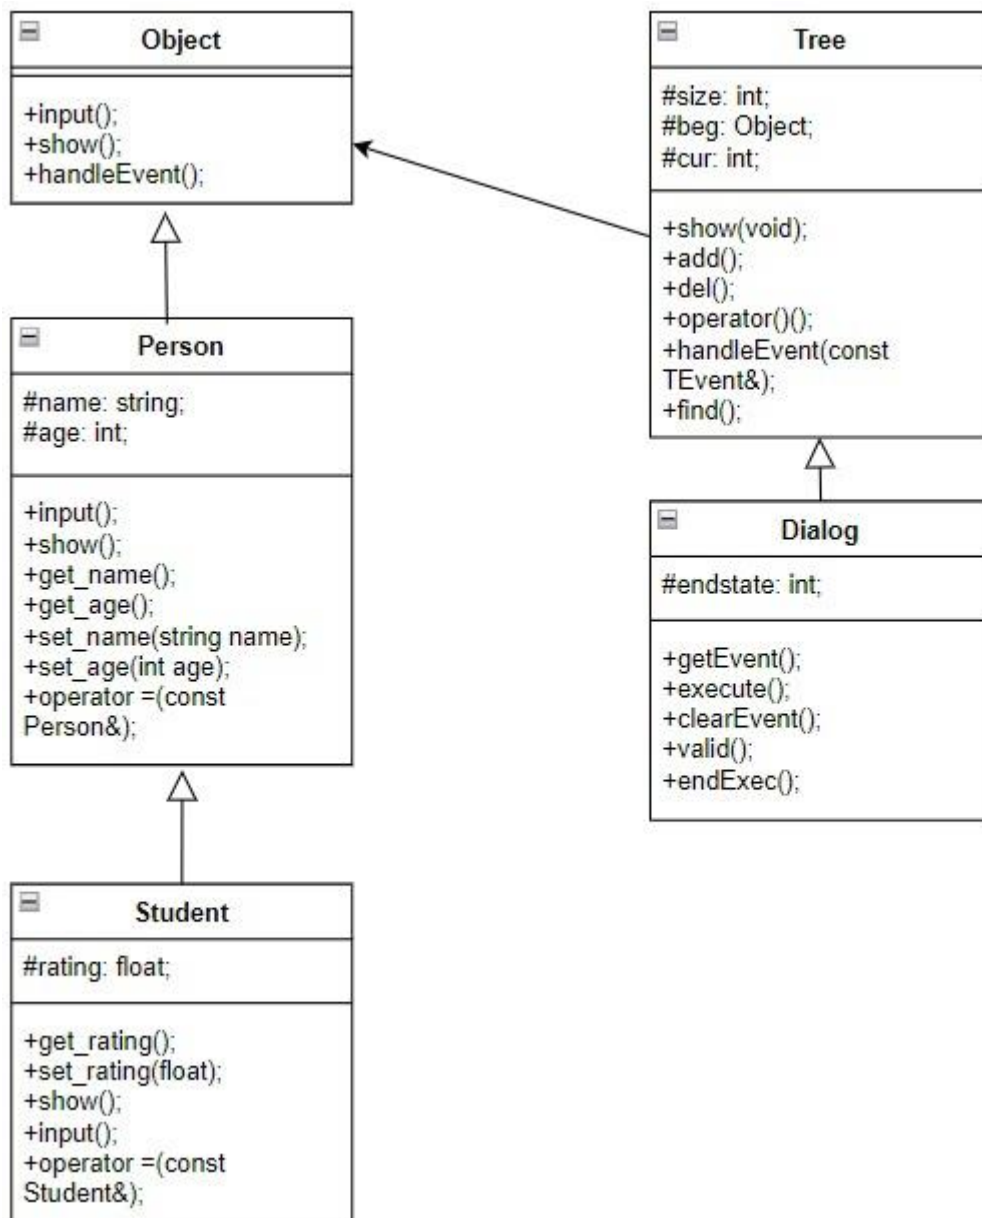 Object
+input();
+show();
+handleEvent();
Person
#name: string;
#age: int;
+input();
+show();
+get_name();
+get_age();
+set_name(string name);
+set_age(int age);
+operator =(const
Person&);
Student
#rating: float;
+get_rating();
+set_rating(float);
+show();
+input();
+operator =(const
Student&);
Tree
#size: int;
#beg: Object;
#cur: int;
+show(void);
+add();
+del();
+operator()();
+handleEvent(const
TEvent&);
+find();
Dialog
#endstate: int;
+getEvent();
+execute();
+clearEvent();
+valid();
+endExec();